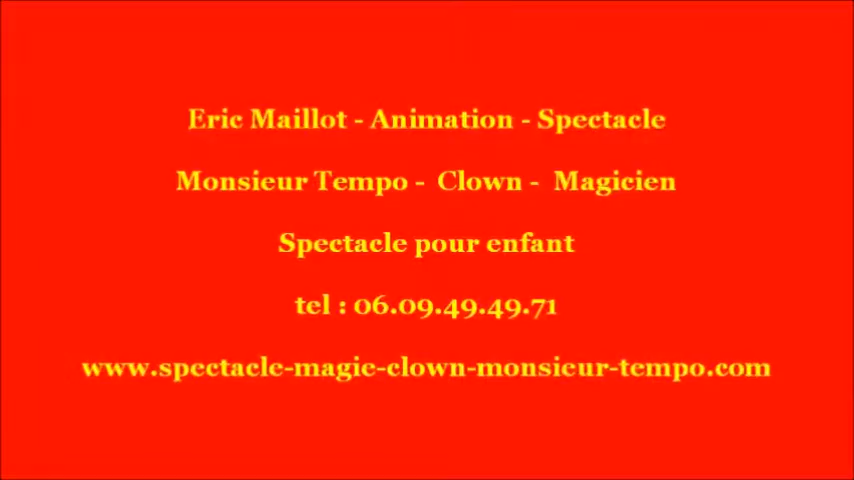 Eric Maillot - Animation - Spectacle
Monsieur Tempo - Clown - Magicien
Spectacle pour enfant
tel : 06.09.49.49.71
www.spectacle-magie-clown-monsieur-tempo.com